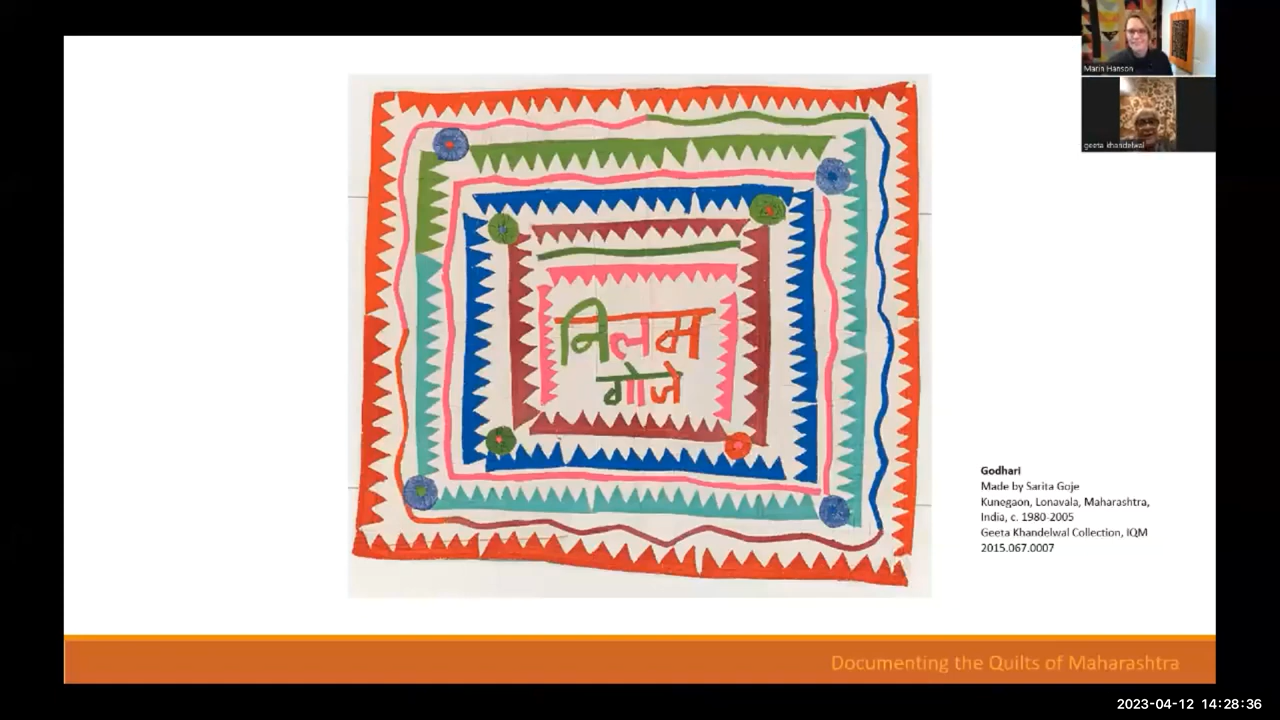 Marin Hanson
geeta khandelwal
निलम
गोजे
Godhari
Made by Sarita Goje
Kunegaon, Lonavala, Maharashtra,
India, c. 1980-2005
Geeta Khandelwal Collection, IQM
2015.067.0007
Documenting the Quilts of Maharashtra
2023-04-12 14:28:36